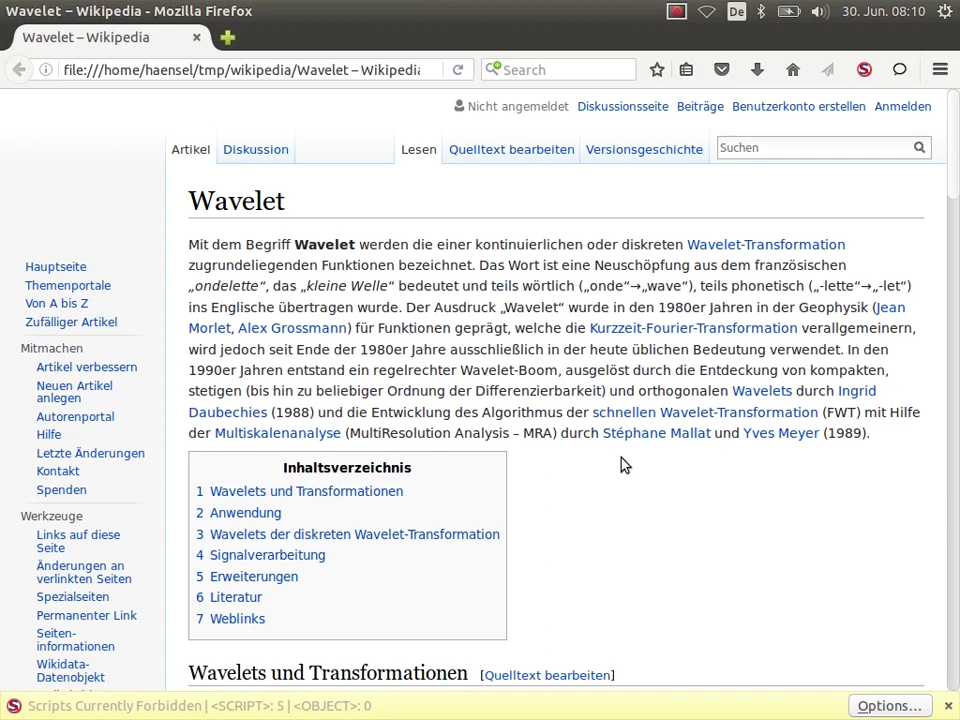 Wavelet – Wikipedia - Mozilla Firefox
De
30. Jun. 08:10
Wavelet – Wikipedia
file:///home/haensel/tmp/wikipedia/Wavelet – Wikipedia
Search
Nicht angemeldet Diskussionsseite Beiträge Benutzerkonto erstellen Anmelden
Artikel Diskussion Lesen Quelltext bearbeiten Versionsgeschichte Suchen
Wavelet
Mit dem Begriff Wavelet werden die einer kontinuierlichen oder diskreten Wavelet-Transformation
zugrundeliegenden Funktionen bezeichnet. Das Wort ist eine Neuschöpfung aus dem französischen
„ondelette“, das „kleine Welle“ bedeutet und teils wörtlich („onde“→„wave“), teils phonetisch („-lette“→„-let“)
ins Englische übertragen wurde. Der Ausdruck „Wavelet“ wurde in den 1980er Jahren in der Geophysik (Jean
Morlet, Alex Grossmann) für Funktionen geprägt, welche die Kurzzeit-Fourier-Transformation verallgemeinern,
wird jedoch seit Ende der 1980er Jahre ausschließlich in der heute üblichen Bedeutung verwendet. In den
1990er Jahren entstand ein regelrechter Wavelet-Boom, ausgelöst durch die Entdeckung von kompakten,
stetigen (bis hin zu beliebiger Ordnung der Differenzierbarkeit) und orthogonalen Wavelets durch Ingrid
Daubechies (1988) und die Entwicklung des Algorithmus der schnellen Wavelet-Transformation (FWT) mit Hilfe
der Multiskalenanalyse (MultiResolution Analysis – MRA) durch Stéphane Mallat und Yves Meyer (1989).
Inhaltsverzeichnis
1 Wavelets und Transformationen
2 Anwendung
3 Wavelets der diskreten Wavelet-Transformation
4 Signalverarbeitung
5 Erweiterungen
6 Literatur
7 Weblinks
Wavelets und Transformationen [Quelltext bearbeiten]
Hauptseite
Themenportale
Von A bis Z
Zufälliger Artikel
Mitmachen
Artikel verbessern
Neuen Artikel
anlegen
Autorenportal
Hilfe
Letzte Änderungen
Kontakt
Spenden
Werkzeuge
Links auf diese
Seite
Änderungen an
verlinkten Seiten
Spezialseiten
Permanenter Link
Seiten-
informationen
Wikidata-
Datenobjekt
Scripts Currently Forbidden | <SCRIPT>: 5 | <OBJECT>: 0
Options...